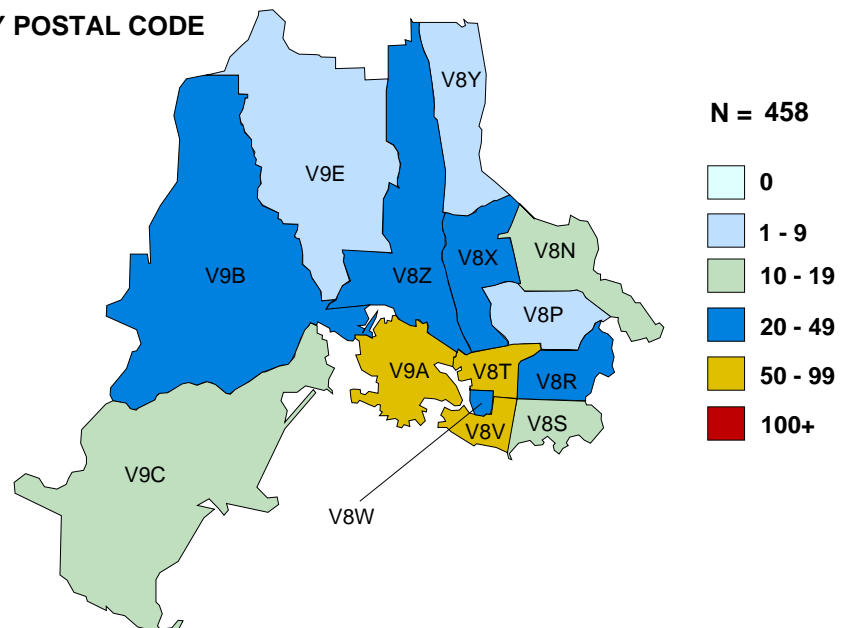 Y POSTAL CODE
V8Y
N = 458
V9E
0
1 - 9
V8N
V9B
V8Z
V8X
10 - 19
V8P
20 - 49
V9A
V8T
50 - 99
V8R
V8V
V8S
100+
V9C
V8W